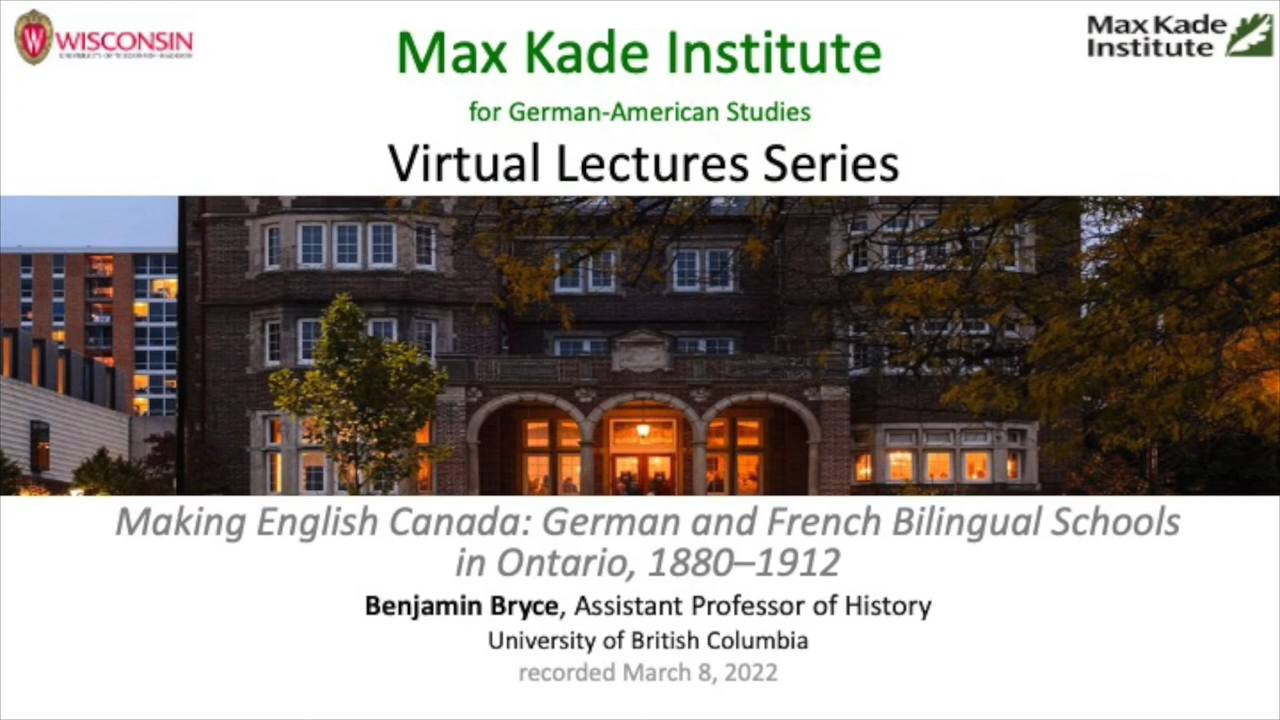 WISCONSIN
Max Kade
Institute
Max Kade Institute
for German-American Studies
Virtual Lectures Series
Making English Canada: German and French Bilingual Schools
in Ontario, 1880–1912
Benjamin Bryce, Assistant Professor of History
University of British Columbia
recorded March 8, 2022